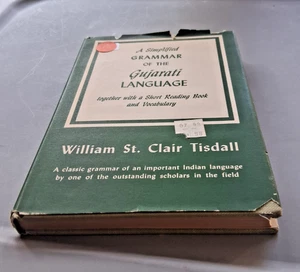 A Simplified
GRAMMAR
OF THE
Gujarati
LANGUAGE
together with a Short Reading Book
and Vocabulary
William St. Clair Tisdall
A classic grammar of an important Indian language
by one of the outstanding scholars in the field